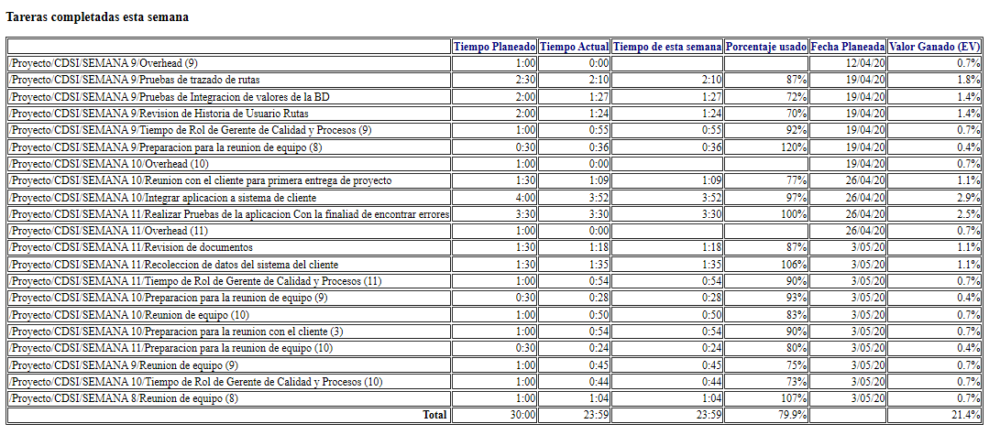 Tareras completadas esta semana
Tiempo Planeado Tiempo Actual Tiempo de esta semana Porcentaje usado Fecha Planeada Valor Ganado (EV)
/Proyecto/CDSI/SEMANA 9/Overhead (9) 1:00 0:00 12/04/20 0.7%
/Proyecto/CDSI/SEMANA 9/Pruebas de trazado de rutas 2:30 2:10 2:10 87% 19/04/20 1.8%
/Proyecto/CDSI/SEMANA 9/Pruebas de Integracion de valores de la BD 2:00 1:27 1:27 72% 19/04/20 1.4%
/Proyecto/CDSI/SEMANA 9/Revision de Historia de Usuario Rutas 2:00 1:24 1:24 70% 19/04/20 1.4%
/Proyecto/CDSI/SEMANA 9/Tiempo de Rol de Gerente de Calidad y Procesos (9) 1:00 0:55 0:55 92% 19/04/20 0.7%
/Proyecto/CDSI/SEMANA 9/Preparacion para la reunion de equipo (8) 0:30 0:36 0:36 120% 19/04/20 0.4%
/Proyecto/CDSI/SEMANA 10/Overhead (10) 1:00 0:00 19/04/20 0.7%
/Proyecto/CDSI/SEMANA 10/Reunion con el cliente para primera entrega de proyecto 1:30 1:09 1:09 77% 26/04/20 1.1%
/Proyecto/CDSI/SEMANA 10/Integrar aplicacion a sistema de cliente 4:00 3:52 3:52 97% 26/04/20 2.9%
/Proyecto/CDSI/SEMANA 11/Realizar Pruebas de la aplicacion Con la finaliad de encontrar errores 3:30 3:30 3:30 100% 26/04/20 2.5%
/Proyecto/CDSI/SEMANA 11/Overhead (11) 1:00 0:00 26/04/20 0.7%
/Proyecto/CDSI/SEMANA 11/Revision de documentos 1:30 1:18 1:18 87% 3/05/20 1.1%
/Proyecto/CDSI/SEMANA 11/Recoleccion de datos del sistema del cliente 1:30 1:35 1:35 106% 3/05/20 1.1%
/Proyecto/CDSI/SEMANA 11/Tiempo de Rol de Gerente de Calidad y Procesos (11) 1:00 0:54 0:54 90% 3/05/20 0.7%
/Proyecto/CDSI/SEMANA 10/Preparacion para la reunion de equipo (9) 0:30 0:28 0:28 93% 3/05/20 0.4%
/Proyecto/CDSI/SEMANA 10/Reunion de equipo (10) 1:00 0:50 0:50 83% 3/05/20 0.7%
/Proyecto/CDSI/SEMANA 10/Preparacion para la reunion con el cliente (3) 1:00 0:54 0:54 90% 3/05/20 0.7%
/Proyecto/CDSI/SEMANA 11/Preparacion para la reunion de equipo (10) 0:30 0:24 0:24 80% 3/05/20 0.4%
/Proyecto/CDSI/SEMANA 9/Reunion de equipo (9) 1:00 0:45 0:45 75% 3/05/20 0.7%
/Proyecto/CDSI/SEMANA 10/Tiempo de Rol de Gerente de Calidad y Procesos (10) 1:00 0:44 0:44 73% 3/05/20 0.7%
/Proyecto/CDSI/SEMANA 8/Reunion de equipo (8) 1:00 1:04 1:04 107% 3/05/20 0.7%
Total 30:00 23:59 23:59 79.9% 21.4%